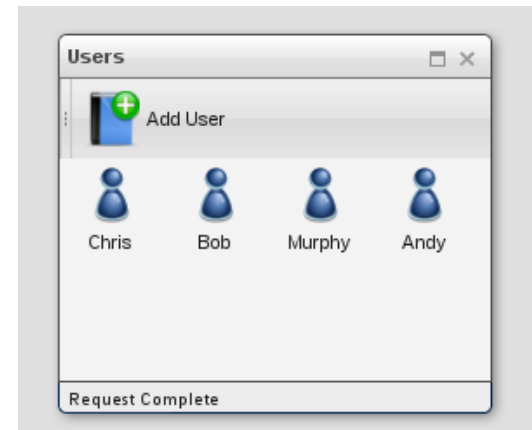 Users
Add User
Chris Bob Murphy Andy
Request Complete